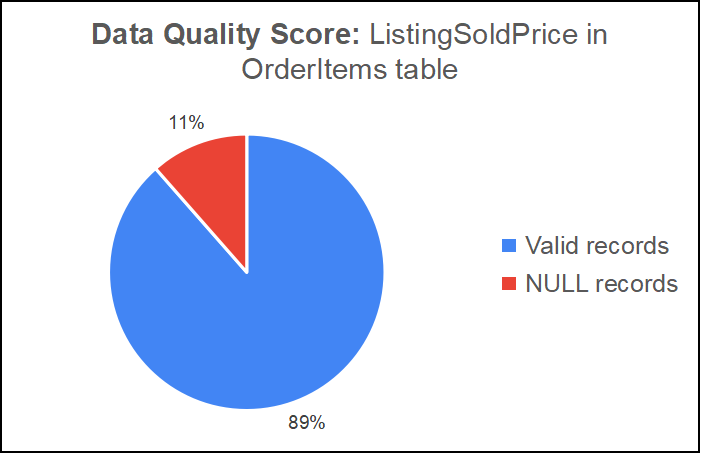 Data Quality Score: ListingSoldPrice in
OrderItems table
11%
Valid records
NULL records
89%